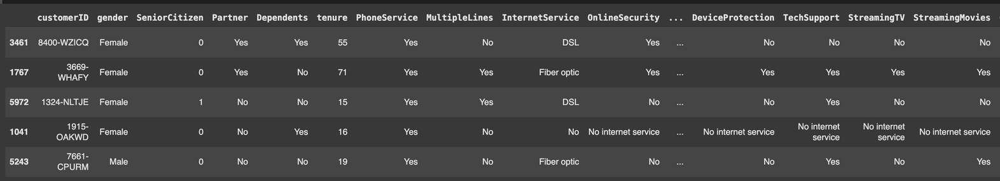 customerID gender SeniorCitizen Partner Dependents tenure PhoneService MultipleLines InternetService OnlineSecurity ... DeviceProtection TechSupport StreamingTV StreamingMovies
3461 8400-WZICQ Female 0 Yes Yes 55 Yes No DSL Yes ... No No No No
1767 3669-WHAFY Female 0 Yes No 71 Yes Yes Fiber optic Yes ... Yes Yes Yes Yes
5972 1324-NLTJE Female 1 No No 15 Yes Yes DSL No ... No Yes No No
1041 1915-OAKWD Female 0 No Yes 16 Yes No No No internet service ... No internet service No internet service No internet service No internet service
5243 7661-CPURM Male 0 No No 19 Yes No Fiber optic No ... No Yes No Yes